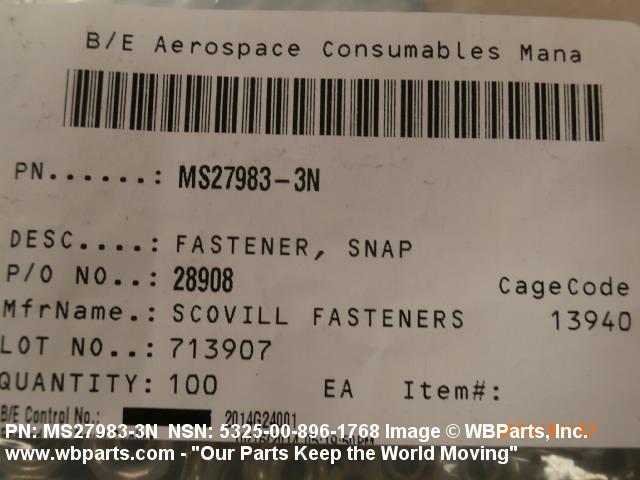 B/E Aerospace Consumables Mana
PN......: MS27983-3N
DESC....: FASTENER, SNAP
P/O NO..: 28908 CageCode
MfrName.: SCOVILL FASTENERS 13940
LOT NO..: 713907
QUANTITY: 100 EA Item#:
B/E Control No.: 2014G24001
PN: MS27983-3N NSN: 5325-00-896-1768 Image © WBParts, Inc.
www.wbparts.com - "Our Parts Keep the World Moving"